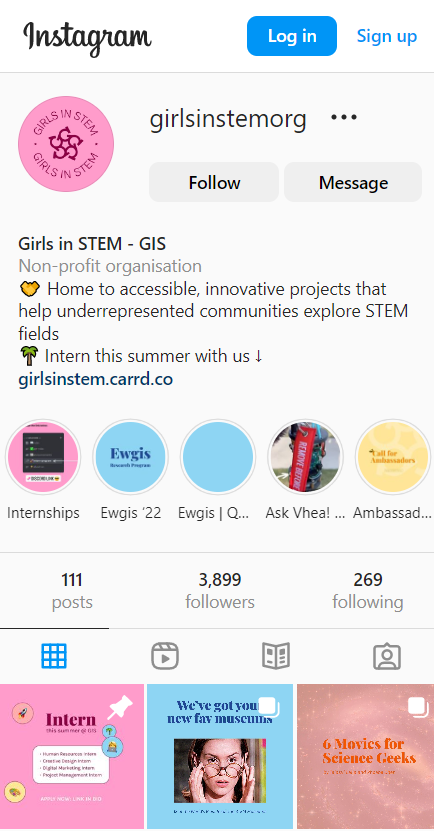 Instagram
Log in
Sign up
GIRLS IN STEM
GIRLS IN STEM
girlsinstemorg
Follow
Message
Girls in STEM - GIS
Non-profit organisation
Home to accessible, innovative projects that
help underrepresented communities explore STEM
fields
Intern this summer with us ↓
girlsinstem.carrd.co
Ewgis
Research Program
REMOVE BEFORE
Call for
Ambassadors
Internships
Ewgis '22
Ewgis | Q...
Ask Vhea! ...
Ambassad...
111
posts
3,899
followers
269
following
Intern
this summer @ GIS
• Human Resources Intern
• Creative Design Intern
• Digital Marketing Intern
• Project Management Intern
APPLY NOW: LINK IN BIO
We've got your
new fav museums
6 Movies for
Science Geeks